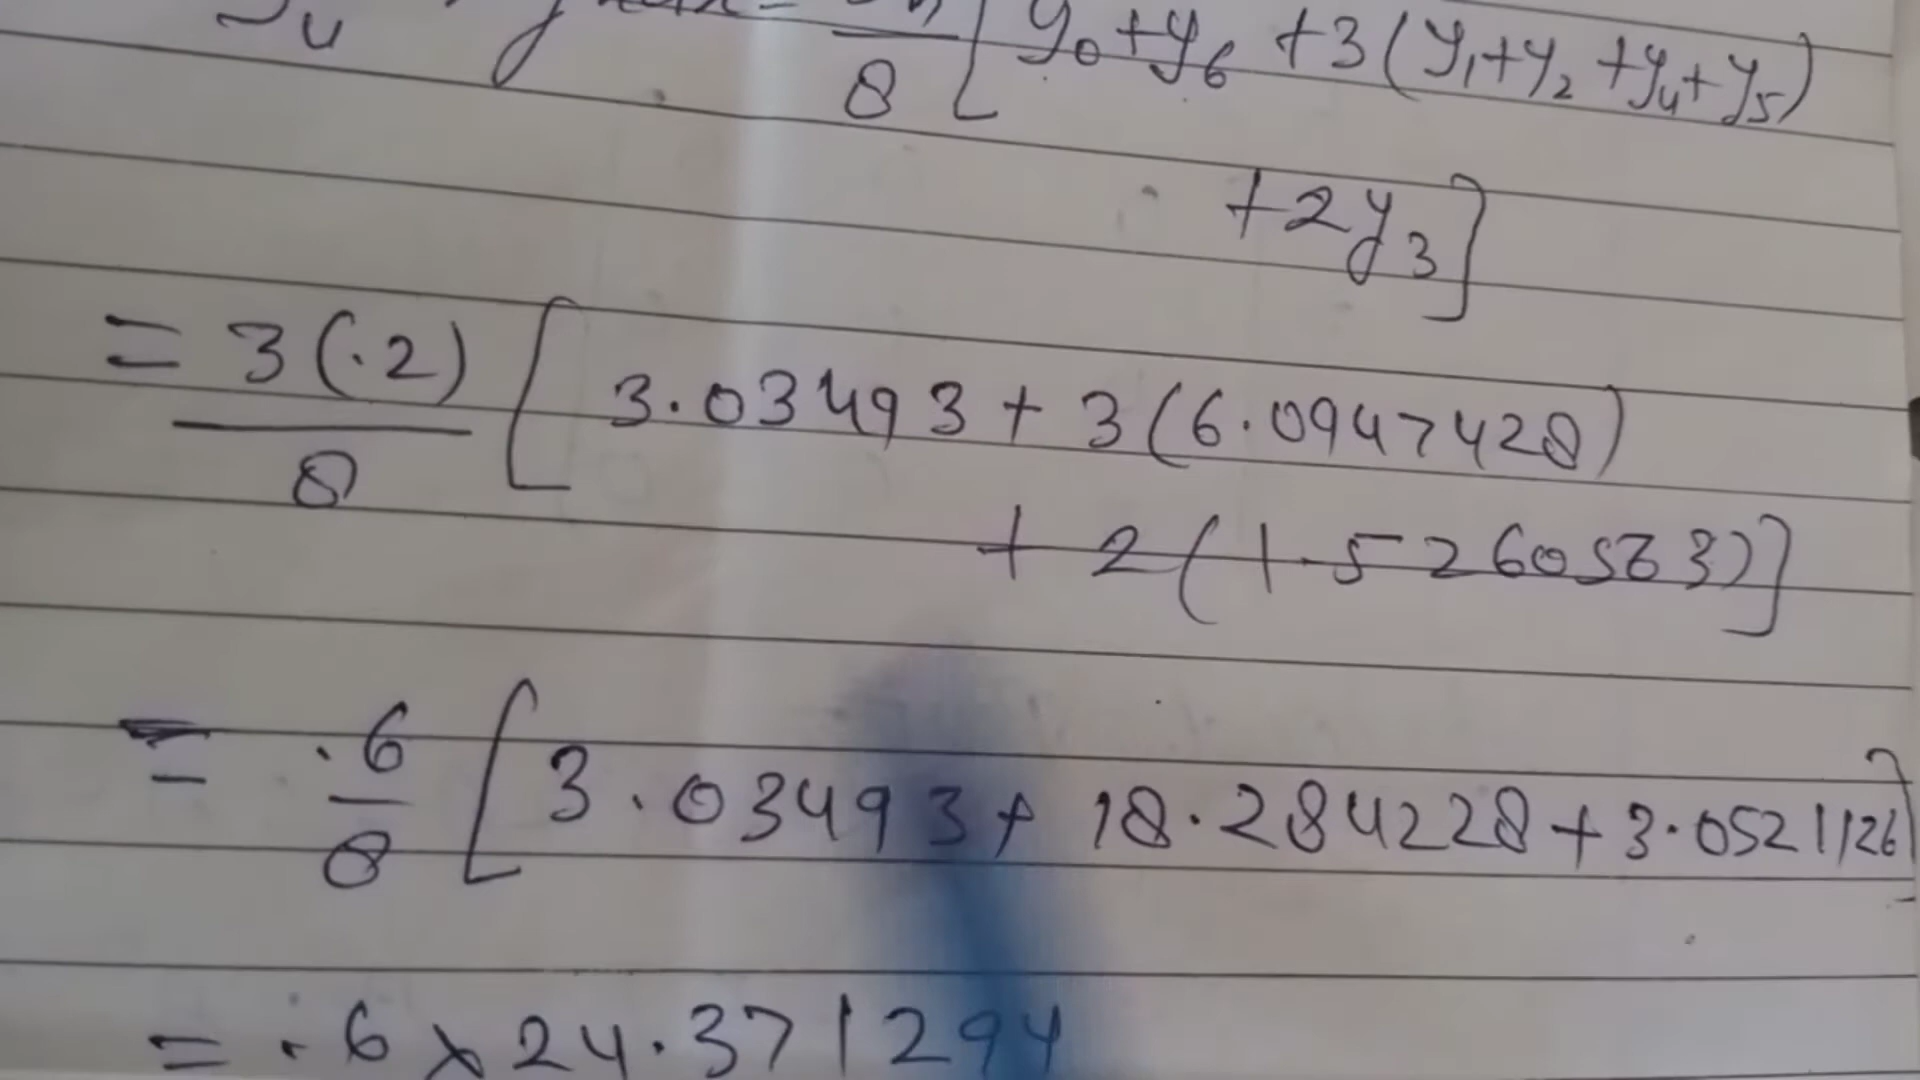 8 [ y₀+y₆ +3(y₁+y₂ +y₄+y₅)
+2y₃]
= 3(.2)/8 [ 3.03493 + 3(6.0947428)
+ 2(1.5260563)]
= .6/8 [3.03493 + 18.284228 + 3.0521126]
= .6 × 24.371294